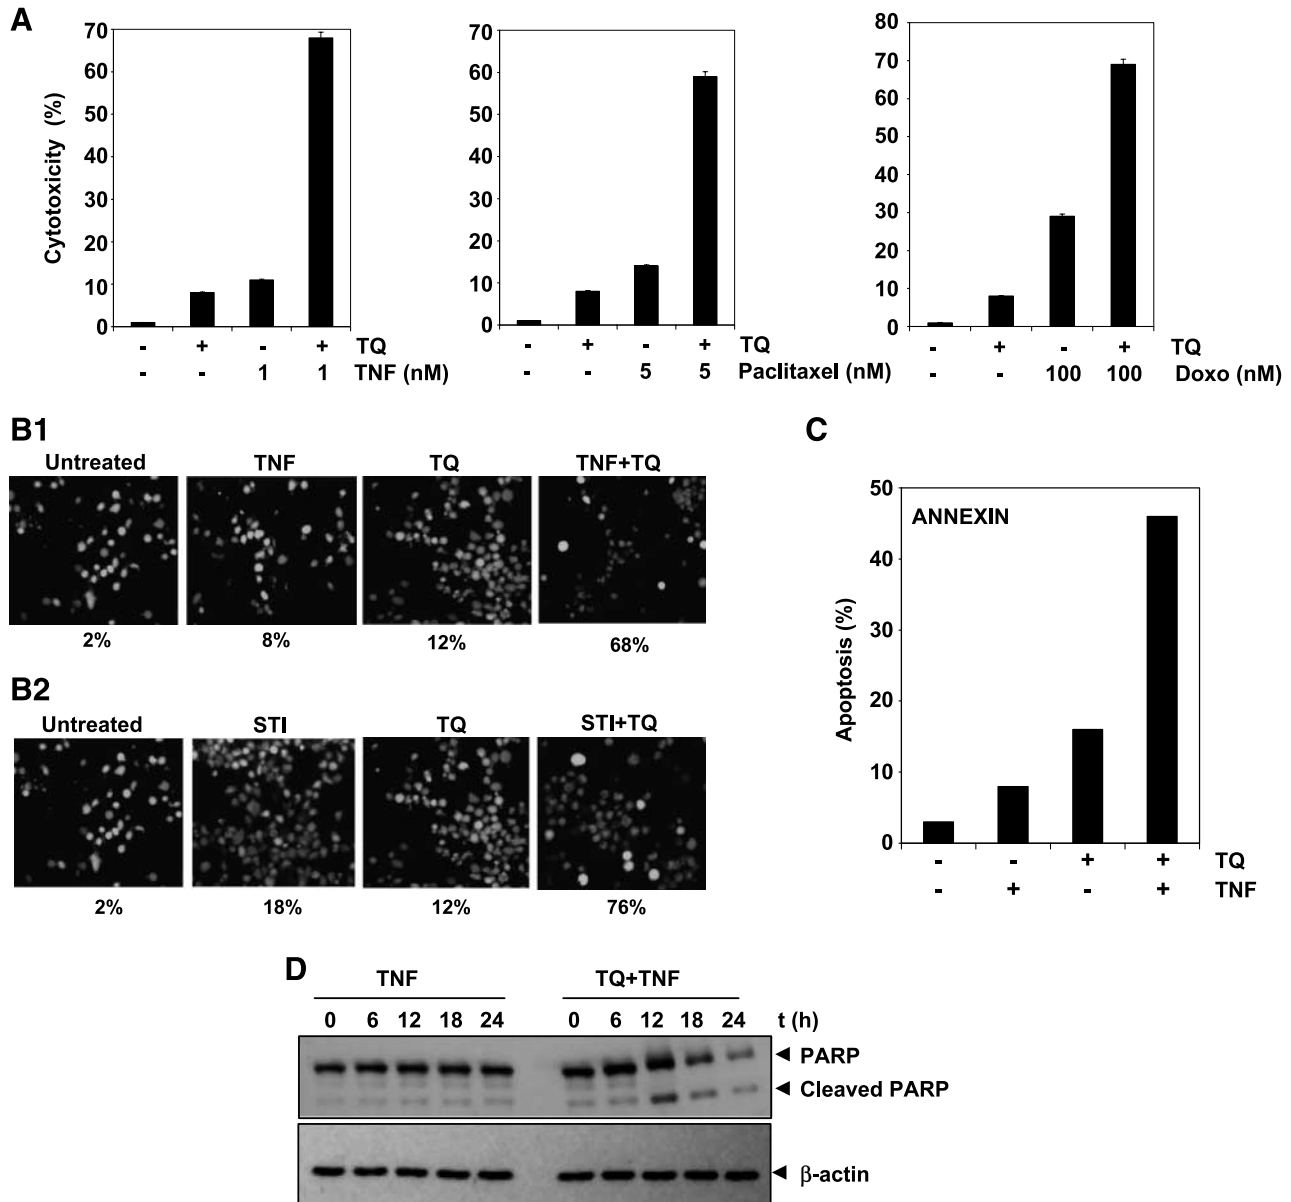 A
70
60
50
40
30
20
10
0
Cytotoxicity (%)
- + - + TQ
- - 1 1 TNF (nM)
70
60
50
40
30
20
10
0
- + - + TQ
- - 5 5 Paclitaxel (nM)
80
70
60
50
40
30
20
10
0
- + - + TQ
- - 100 100 Doxo (nM)
B1
Untreated TNF TQ TNF+TQ
2% 8% 12% 68%
B2
Untreated STI TQ STI+TQ
2% 18% 12% 76%
C
50
40
30
20
10
0
Apoptosis (%)
ANNEXIN
- - + + TQ
- + - + TNF
D
TNF TQ+TNF
0 6 12 18 24 0 6 12 18 24 t (h)
PARP
Cleaved PARP
β-actin